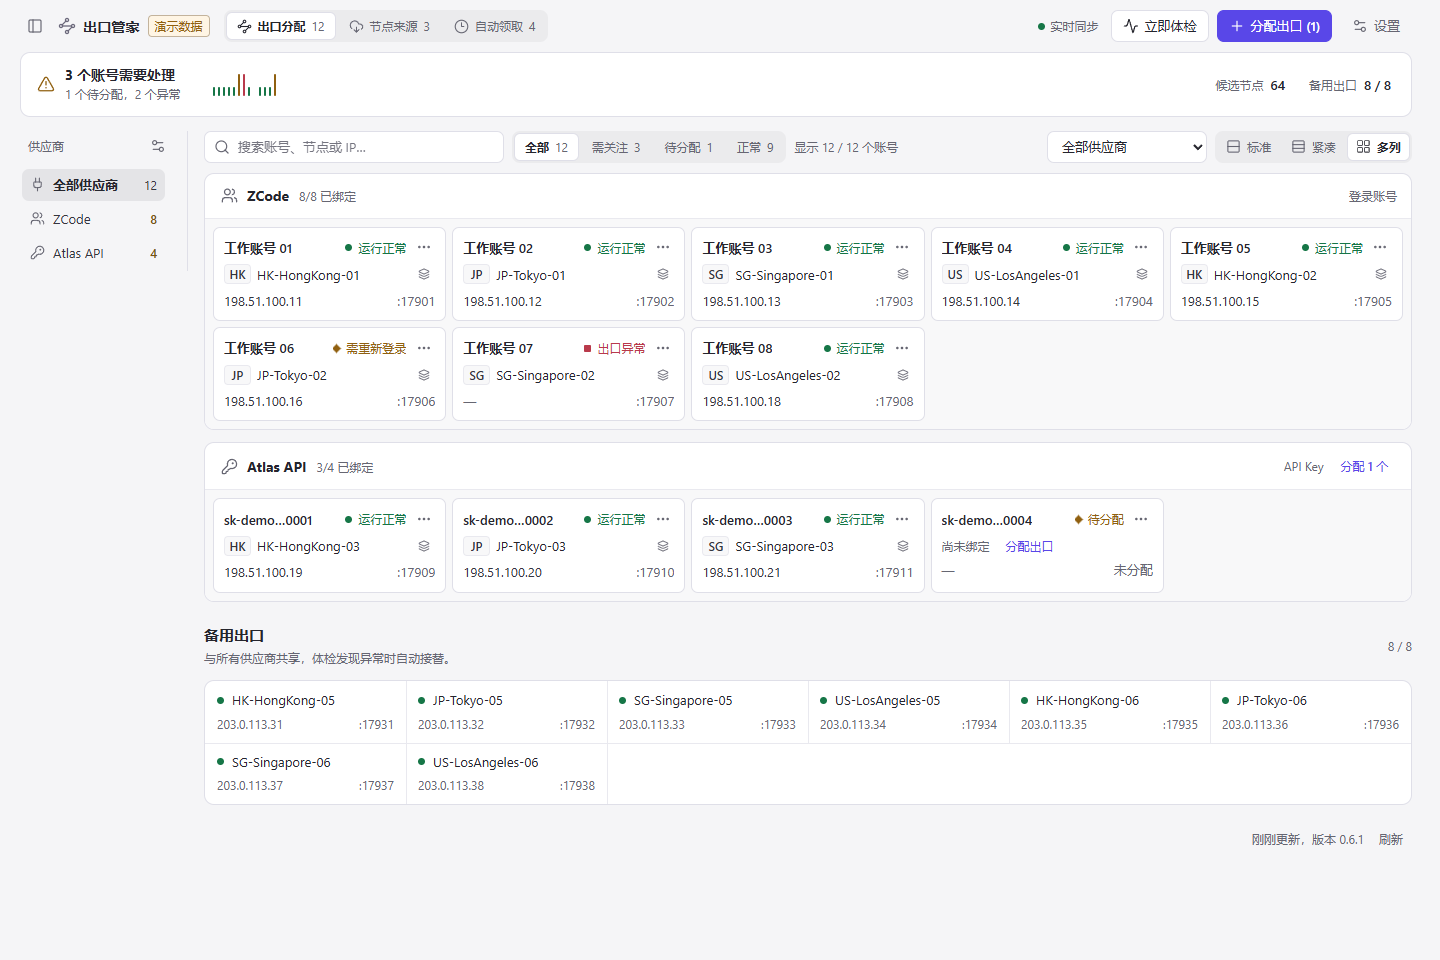 出口管家 演示数据 出口分配 12 节点来源 3 自动领取 4 实时同步 立即体检 分配出口 (1) 设置
3 个账号需要处理
1 个待分配，2 个异常
候选节点 64 备用出口 8 / 8
供应商
全部供应商 12
ZCode 8
Atlas API 4
搜索账号、节点或 IP... 全部 12 需关注 3 待分配 1 正常 9 显示 12 / 12 个账号 全部供应商 标准 紧凑 多列
ZCode 8/8 已绑定 登录账号
工作账号 01 运行正常 工作账号 02 运行正常 工作账号 03 运行正常 工作账号 04 运行正常 工作账号 05 运行正常
HK HK-HongKong-01 JP JP-Tokyo-01 SG SG-Singapore-01 US US-LosAngeles-01 HK HK-HongKong-02
198.51.100.11 :17901 198.51.100.12 :17902 198.51.100.13 :17903 198.51.100.14 :17904 198.51.100.15 :17905
工作账号 06 需重新登录 工作账号 07 出口异常 工作账号 08 运行正常
JP JP-Tokyo-02 SG SG-Singapore-02 US US-LosAngeles-02
198.51.100.16 :17906 — :17907 198.51.100.18 :17908
Atlas API 3/4 已绑定 API Key 分配 1 个
sk-demo...0001 运行正常 sk-demo...0002 运行正常 sk-demo...0003 运行正常 sk-demo...0004 待分配
HK HK-HongKong-03 JP JP-Tokyo-03 SG SG-Singapore-03 尚未绑定 分配出口
198.51.100.19 :17909 198.51.100.20 :17910 198.51.100.21 :17911 — 未分配
备用出口
与所有供应商共享，体检发现异常时自动接替。 8 / 8
HK-HongKong-05 JP-Tokyo-05 SG-Singapore-05 US-LosAngeles-05 HK-HongKong-06 JP-Tokyo-06
203.0.113.31 :17931 203.0.113.32 :17932 203.0.113.33 :17933 203.0.113.34 :17934 203.0.113.35 :17935 203.0.113.36 :17936
SG-Singapore-06 US-LosAngeles-06
203.0.113.37 :17937 203.0.113.38 :17938
刚刚更新，版本 0.6.1 刷新